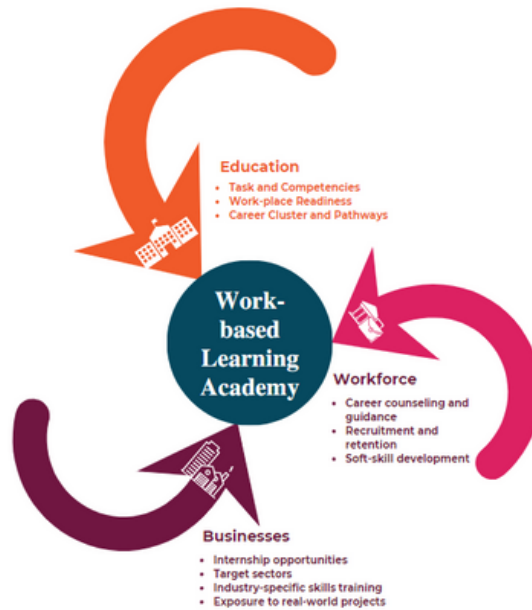 Education
• Task and Competencies
• Work-place Readiness
• Career Cluster and Pathways
Work-
based
Learning
Academy
Workforce
• Career counseling and
guidance
• Recruitment and
retention
• Soft-skill development
Businesses
• Internship opportunities
• Target sectors
• Industry-specific skills training
• Exposure to real-world projects